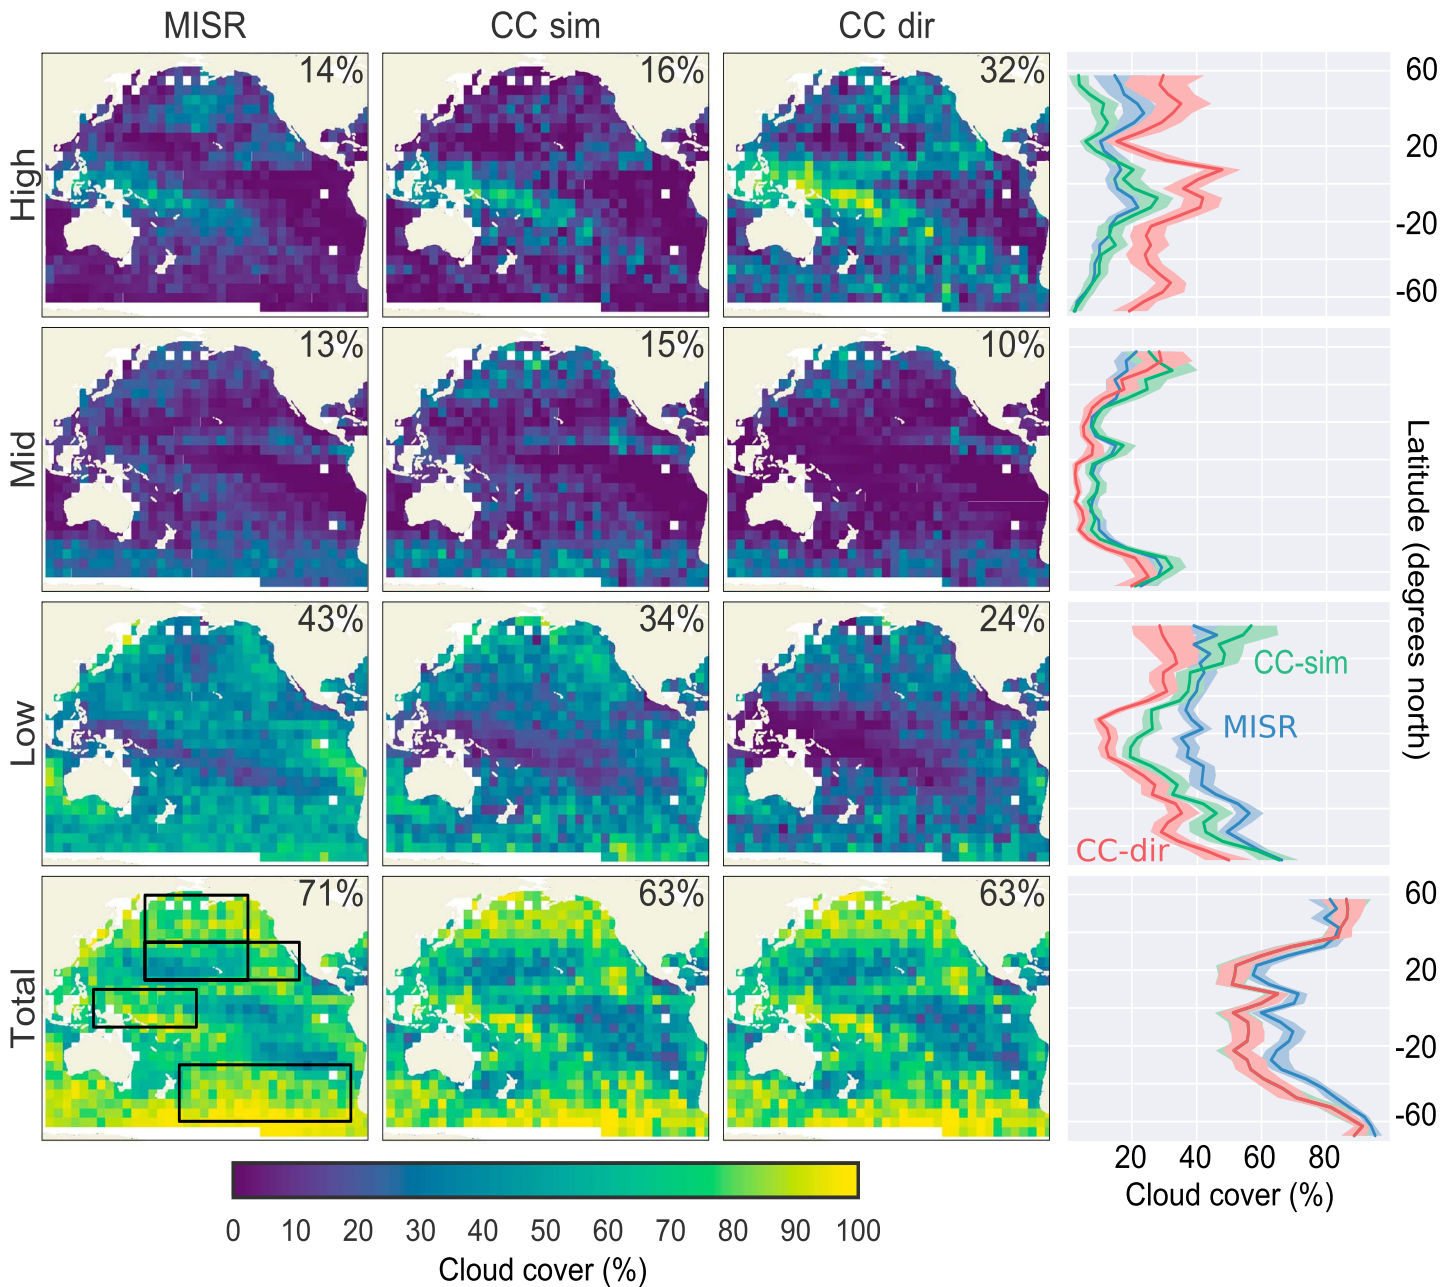 MISR CC sim CC dir
High 14% 16% 32% 60
20
-20
-60
Mid 13% 15% 10%
Latitude (degrees north)
Low 43% 34% 24%
CC-sim
MISR
CC-dir
Total 71% 63% 63% 60
20
-20
-60
20 40 60 80
Cloud cover (%)
0 10 20 30 40 50 60 70 80 90 100
Cloud cover (%)